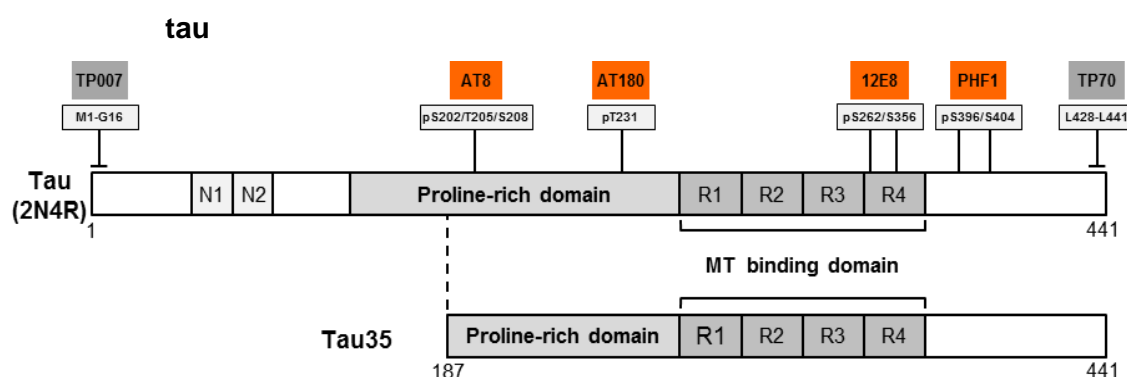 tau
TP007 AT8 AT180 12E8 PHF1 TP70
M1-G16 pS202/T205/S208 pT231 pS262/S356 pS396/S404 L428-L441
Tau
(2N4R)
N1 N2 Proline-rich domain R1 R2 R3 R4
1 441
MT binding domain
Tau35
Proline-rich domain R1 R2 R3 R4
187 441